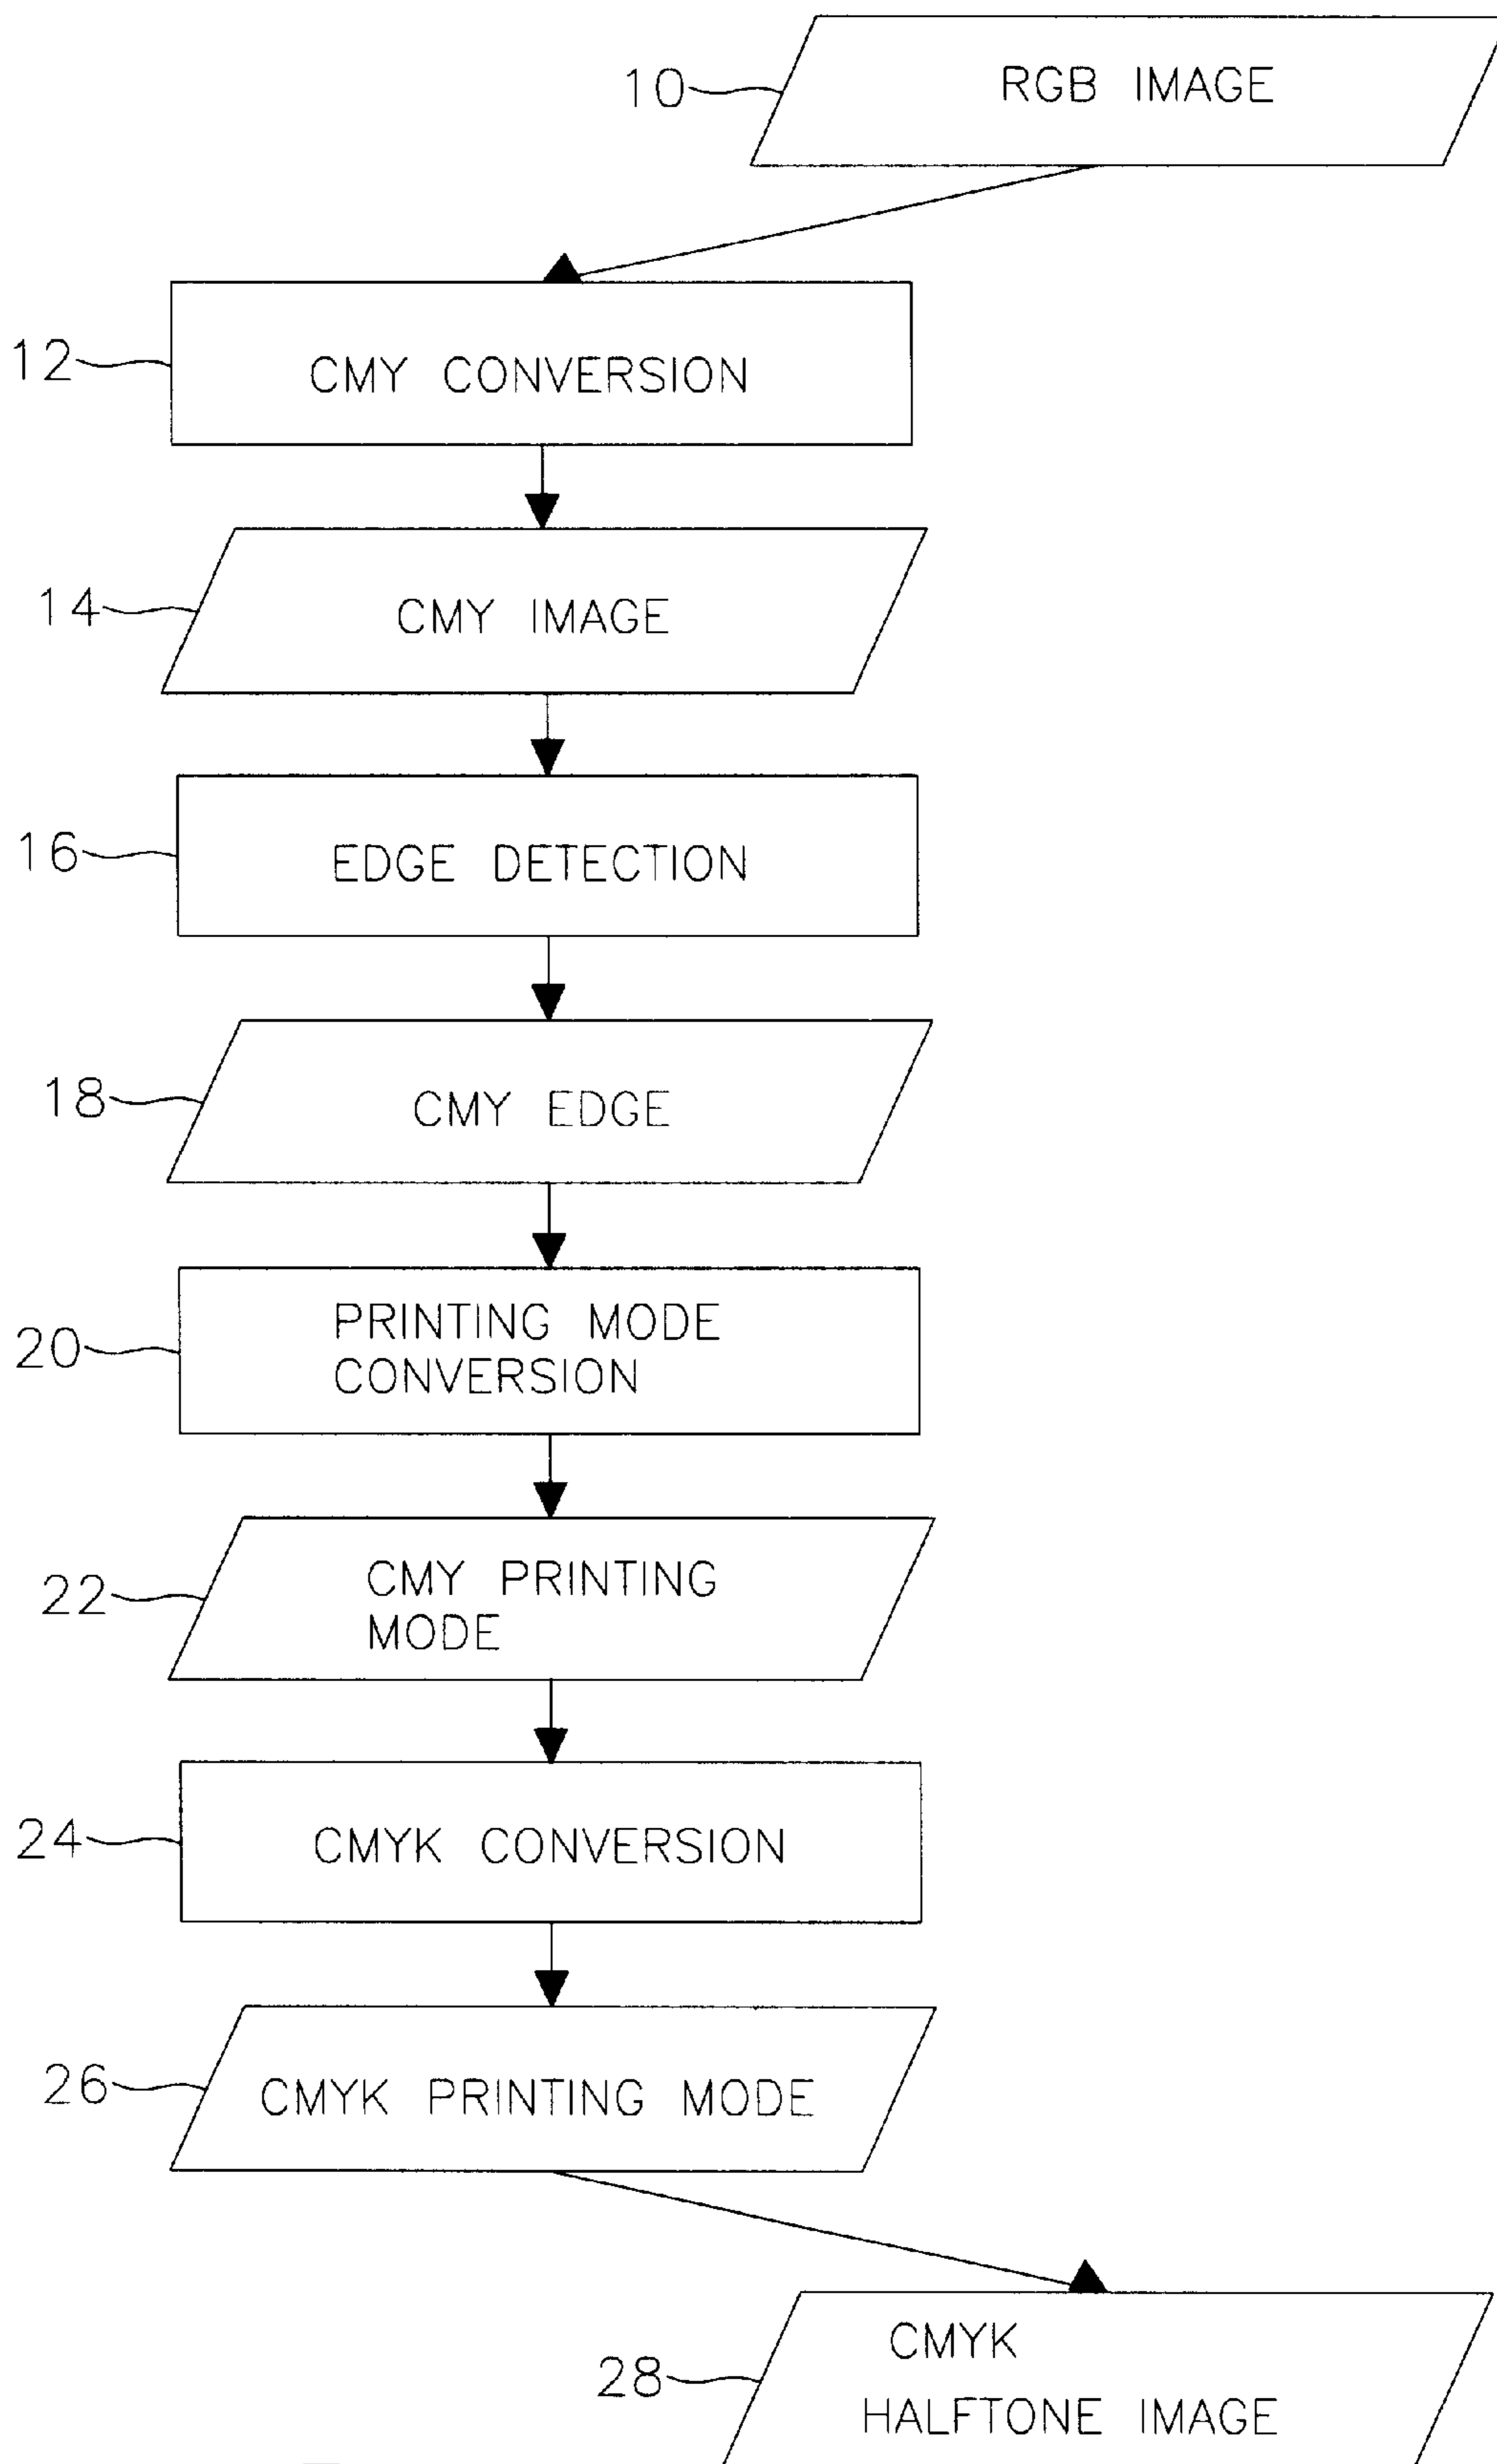 10
RGB IMAGE
12
CMY CONVERSION
14
CMY IMAGE
16
EDGE DETECTION
18
CMY EDGE
20
PRINTING MODE
CONVERSION
22
CMY PRINTING
MODE
24
CMYK CONVERSION
26
CMYK PRINTING MODE
28
CMYK
HALFTONE IMAGE